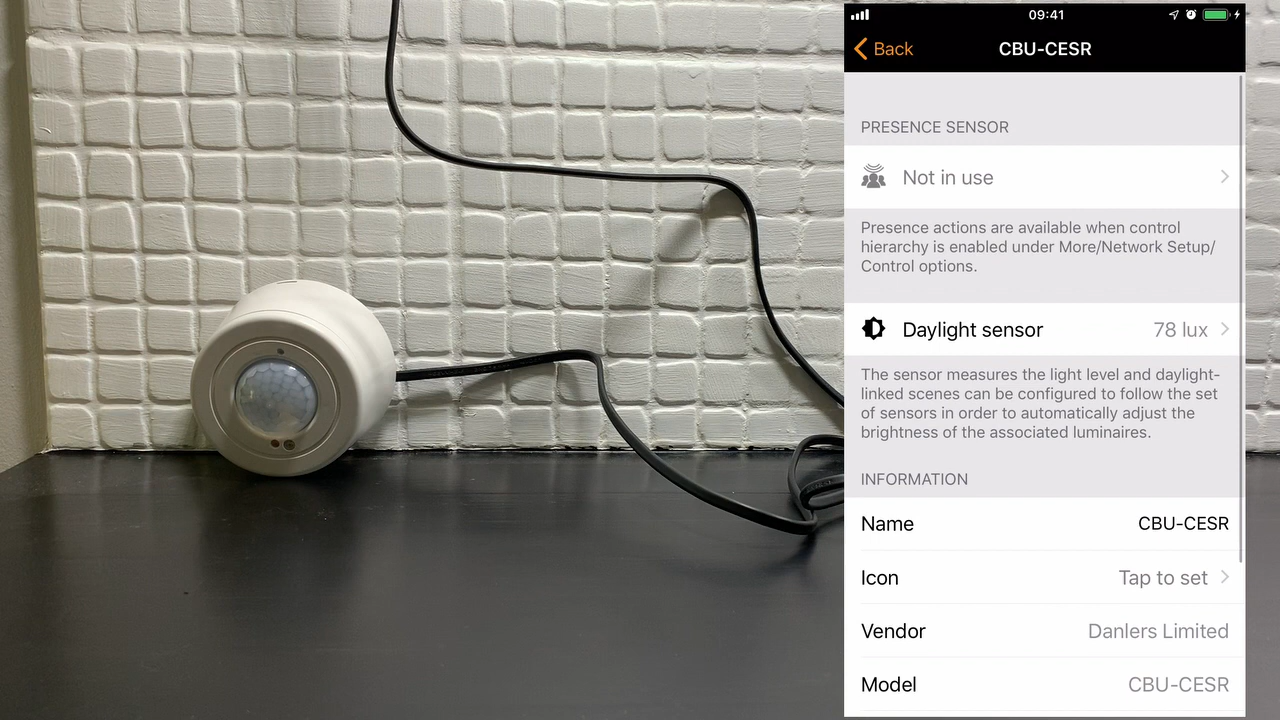 09:41
Back
CBU-CESR
PRESENCE SENSOR
Not in use
Presence actions are available when control
hierarchy is enabled under More/Network Setup/
Control options.
Daylight sensor
78 lux
The sensor measures the light level and daylight-
linked scenes can be configured to follow the set
of sensors in order to automatically adjust the
brightness of the associated luminaires.
INFORMATION
Name
CBU-CESR
Icon
Tap to set
Vendor
Danlers Limited
Model
CBU-CESR